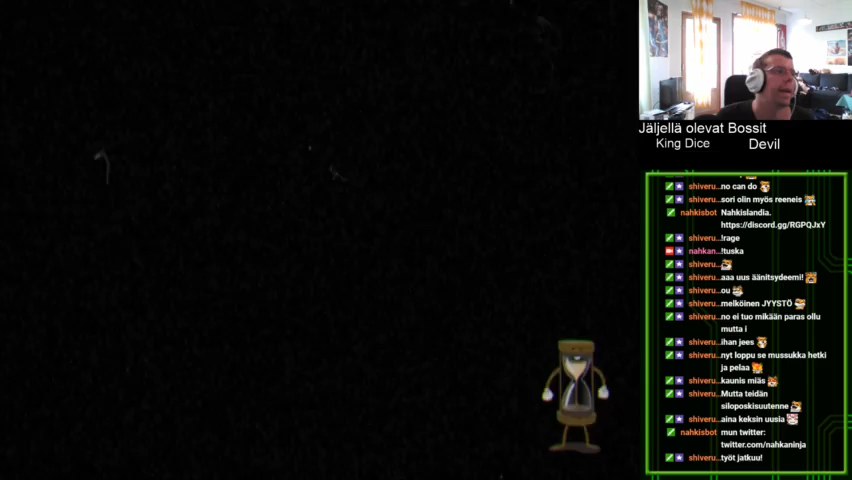 Jäljellä olevat Bossit
King Dice Devil
shiveru...no can do
shiveru...sori olin myös reeneis
nahkisbot Nahkislandia.
https://discord.gg/RGPQJxY
shiveru...!rage
nahkan...!tuska
shiveru...
shiveru...aaa uus äänitsydeemi!
shiveru...ou
shiveru...melköinen JYYSTÖ
shiveru...no ei tuo mikään paras ollu
mutta i
shiveru...ihan jees
shiveru...nyt loppu se mussukka hetki
ja pelaa
shiveru...kaunis miäs
shiveru...Mutta teidän
siloposkisuutenne
shiveru...aina keksin uusia
nahkisbot mun twitter:
twitter.com/nahkaninja
shiveru...työt jatkuu!